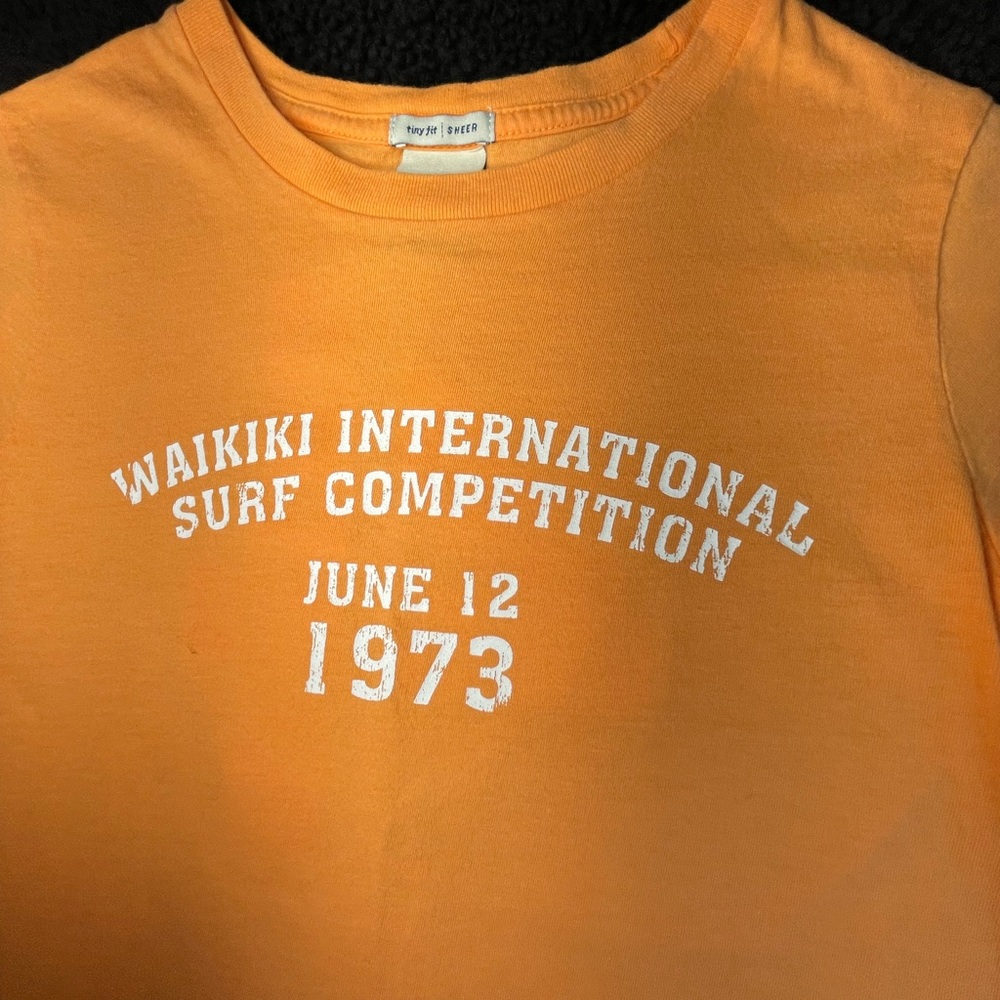 tiny fit | SHEER
WAIKIKI INTERNATIONAL
SURF COMPETITION
JUNE 12
1973